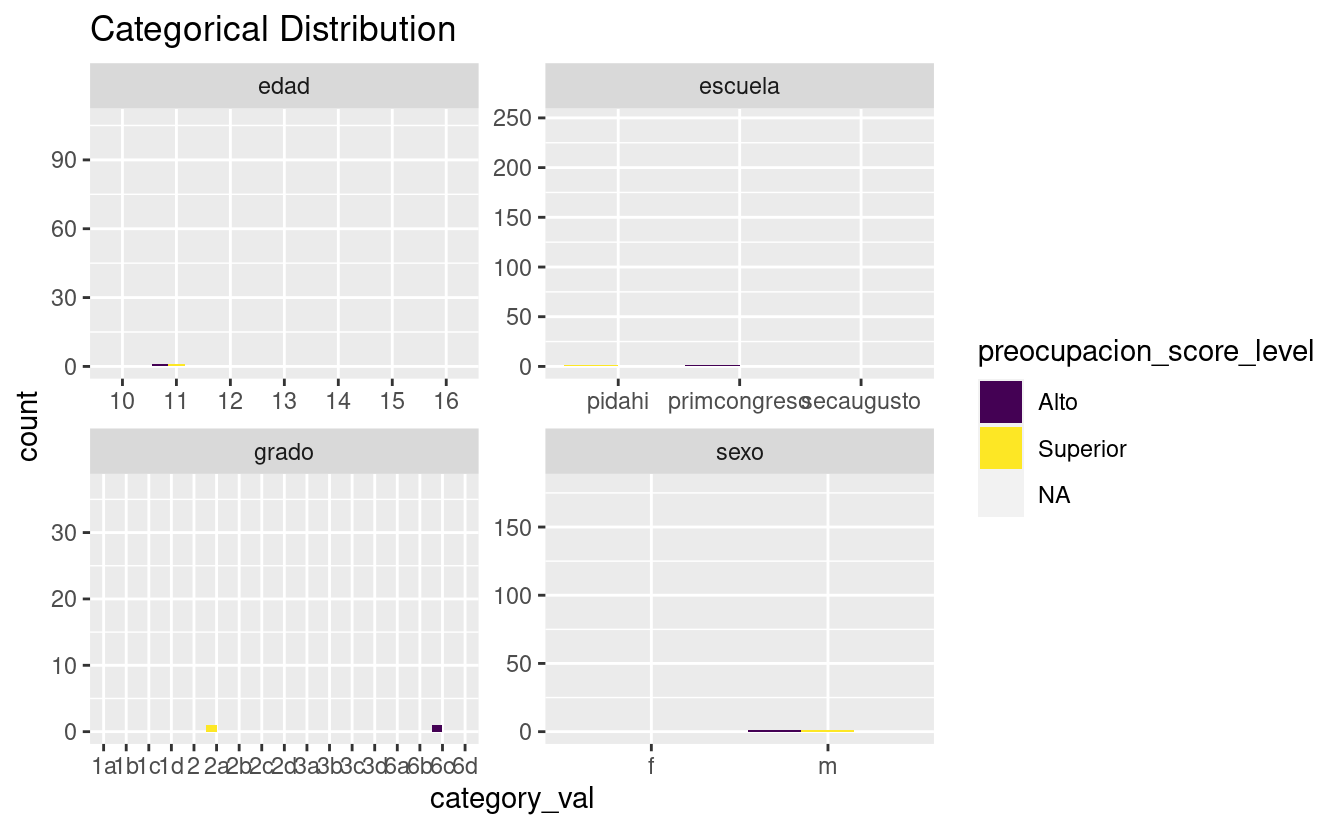 Categorical Distribution
edad
escuela
90
60
30
0
10 11 12 13 14 15 16
250
200
150
100
50
0
pidahi primcongreso secaugusto
grado
sexo
30
20
10
0
1a 1b 1c 1d 2 2a 2b 2c 2d 3a 3b 3c 3d 6a 6b 6c 6d
150
100
50
0
f m
count
category_val
preocupacion_score_level
Alto
Superior
NA